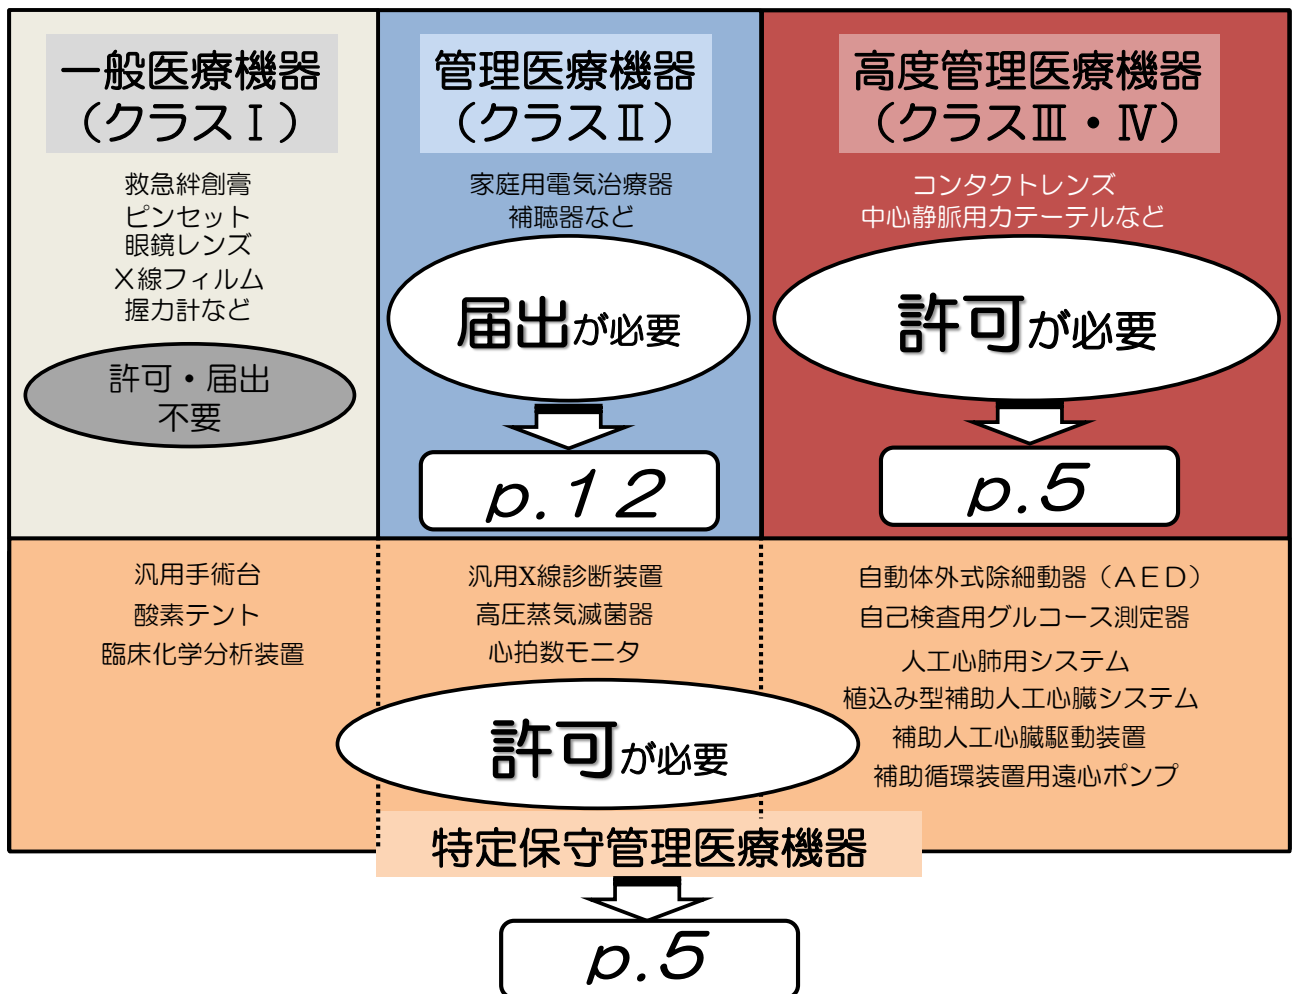 一般医療機器
（クラスⅠ）
救急絆創膏
ピンセット
眼鏡レンズ
Ｘ線フィルム
握力計など
許可・届出
不要
管理医療機器
（クラスⅡ）
家庭用電気治療器
補聴器など
届出が必要
p.１２
高度管理医療機器
（クラスⅢ・Ⅳ）
コンタクトレンズ
中心静脈用カテーテルなど
許可が必要
p.５
汎用手術台
酸素テント
臨床化学分析装置
汎用X線診断装置
高圧蒸気滅菌器
心拍数モニタ
自動体外式除細動器（ＡＥＤ）
自己検査用グルコース測定器
人工心肺用システム
植込み型補助人工心臓システム
補助人工心臓駆動装置
補助循環装置用遠心ポンプ
許可が必要
特定保守管理医療機器
p.５